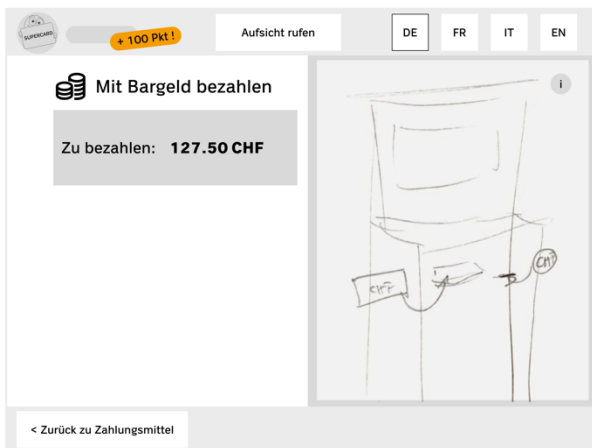 SUPERCARD
+ 100 Pkt !
Aufsicht rufen
DE
FR
IT
EN
Mit Bargeld bezahlen
i
Zu bezahlen: 127.50 CHF
CHF
CHF
< Zurück zu Zahlungsmittel